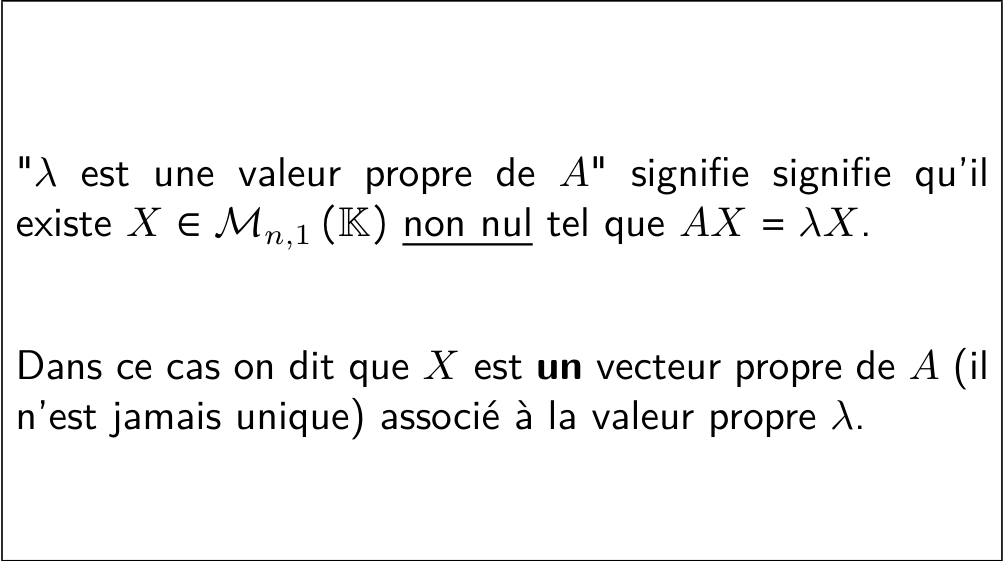 "λ est une valeur propre de A" signifie signifie qu'il
existe X ∈ ℳn,1 (𝕂) non nul tel que AX = λX.
Dans ce cas on dit que X est un vecteur propre de A (il
n'est jamais unique) associé à la valeur propre λ.